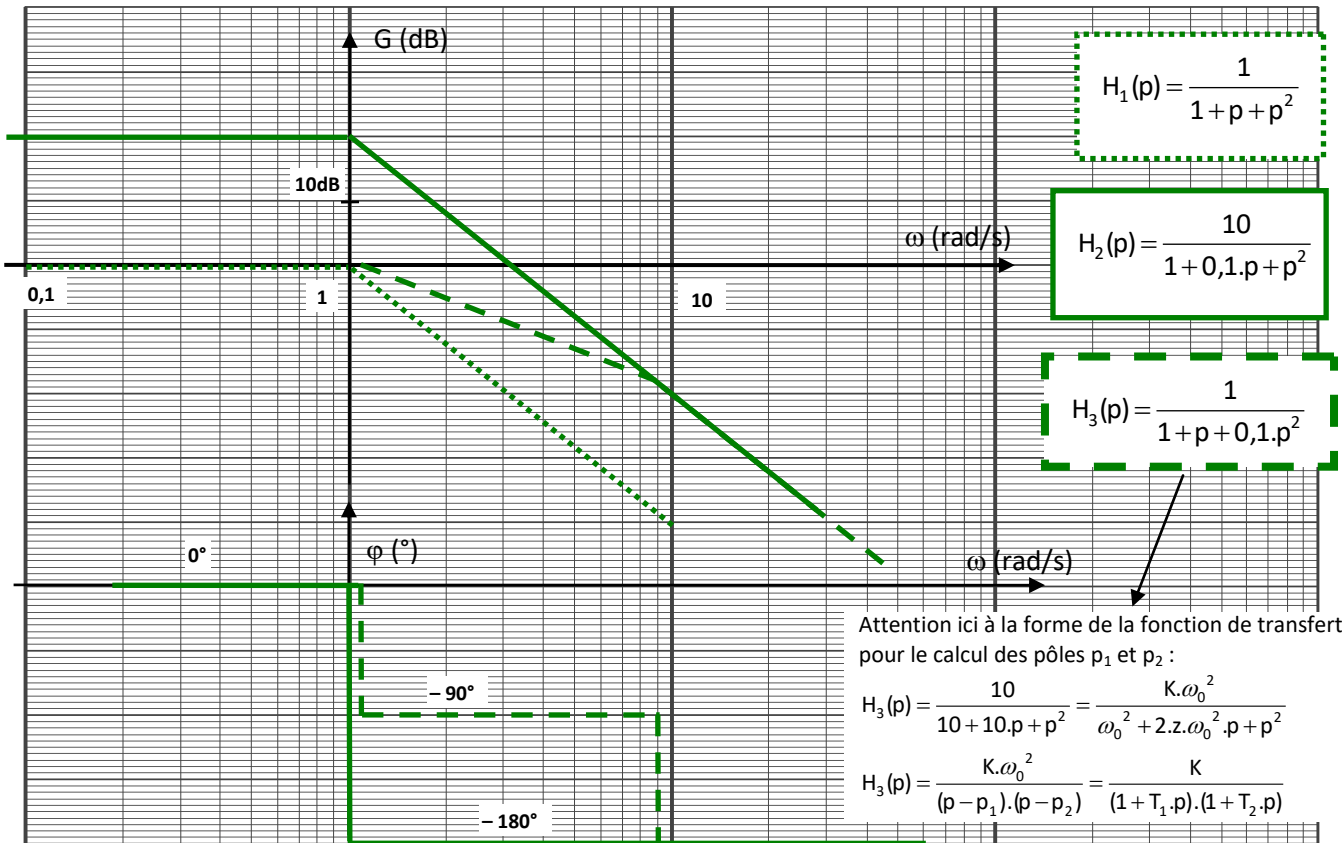 G (dB)
H₁(p) = 1 / (1 + p + p²)
10dB
ω (rad/s)
H₂(p) = 10 / (1 + 0,1.p + p²)
0,1
1
10
H₃(p) = 1 / (1 + p + 0,1.p²)
0°
φ (°)
ω (rad/s)
Attention ici à la forme de la fonction de transfert
pour le calcul des pôles p₁ et p₂ :
– 90°
H₃(p) = 10 / (10 + 10.p + p²) = K.ω₀² / (ω₀² + 2.z.ω₀².p + p²)
H₃(p) = K.ω₀² / ((p – p₁).(p – p₂)) = K / ((1 + T₁.p).(1 + T₂.p))
– 180°